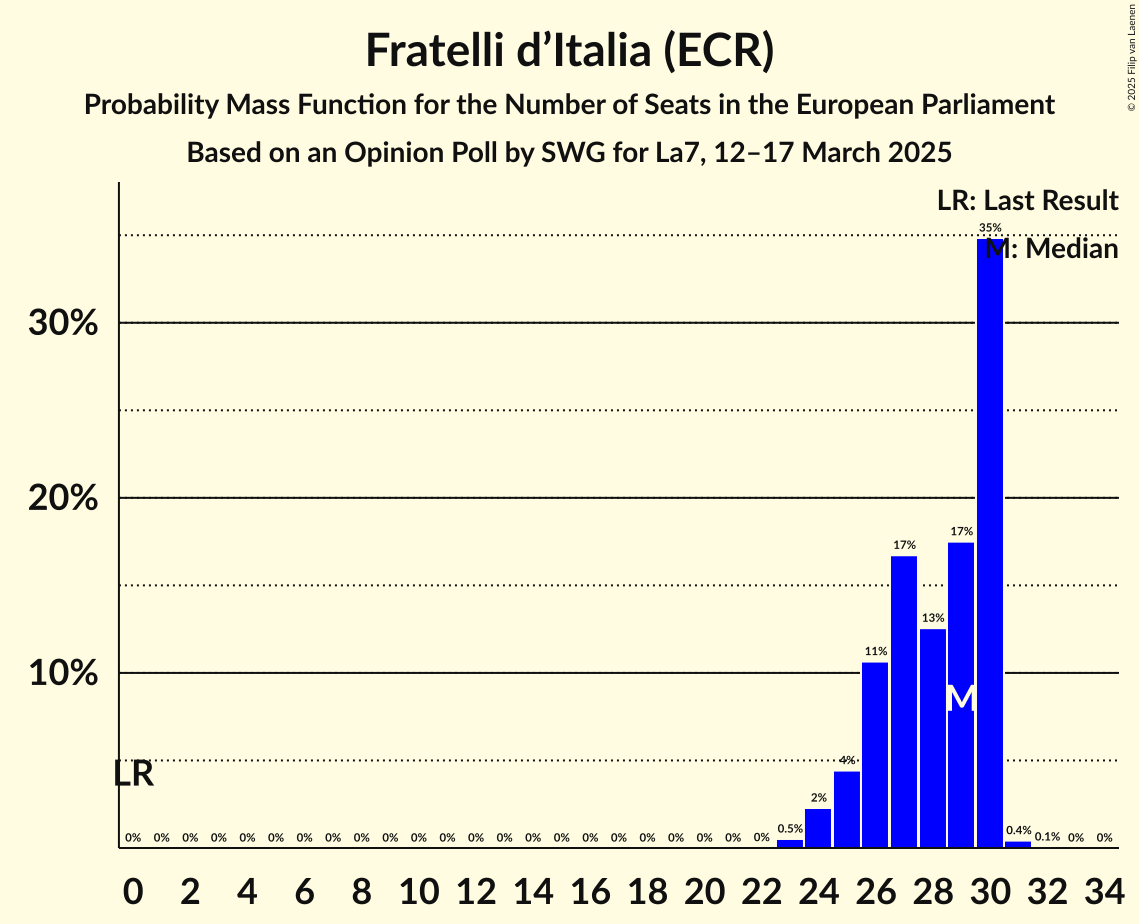 Fratelli d’Italia (ECR)
Probability Mass Function for the Number of Seats in the European Parliament
Based on an Opinion Poll by SWG for La7, 12–17 March 2025
© 2025 Filip van Laenen
LR: Last Result
M: Median
30%
20%
10%
LR
M
0% 0% 0% 0% 0% 0% 0% 0% 0% 0% 0% 0% 0% 0% 0% 0% 0% 0% 0% 0% 0% 0% 0% 0.5% 2% 4% 11% 17% 13% 17% 35% 0.4% 0.1% 0% 0%
0 2 4 6 8 10 12 14 16 18 20 22 24 26 28 30 32 34